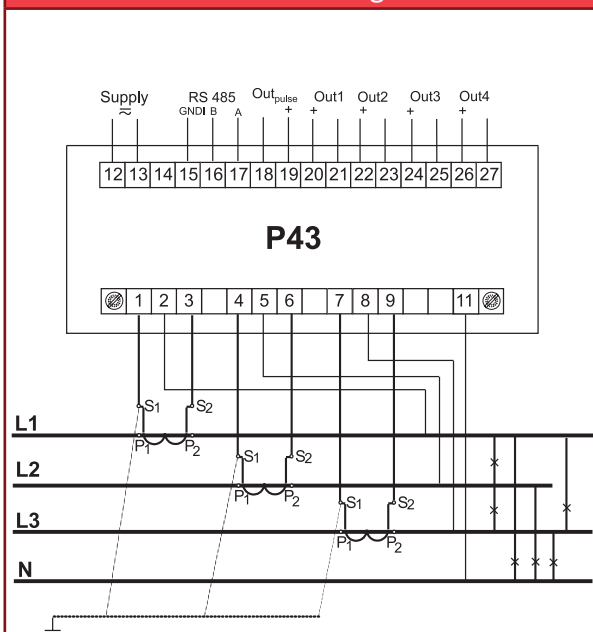 Supply RS 485 Outpulse Out1 Out2 Out3 Out4
≂ GNDI B A + + + + +
12 13 14 15 16 17 18 19 20 21 22 23 24 25 26 27
P43
1 2 3 4 5 6 7 8 9 11
S1 S2
L1
P1 P2
S1 S2
L2
P1 P2
S1 S2
L3
P1 P2
N